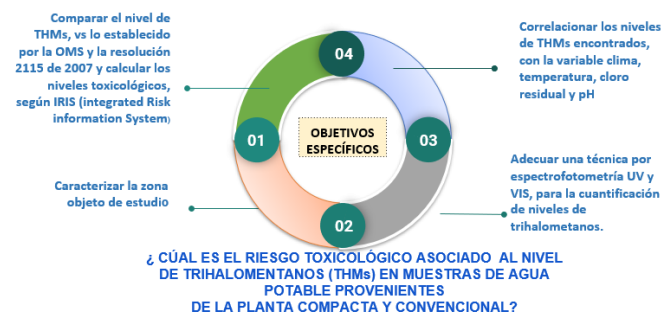 Comparar el nivel de
THMs, vs lo establecido
por la OMS y la resolución
2115 de 2007 y calcular los
niveles toxicológicos,
según IRIS (integrated Risk
information System)
04
Correlacionar los niveles
de THMs encontrados,
con la variable clima,
temperatura, cloro
residual y pH
01
OBJETIVOS
ESPECÍFICOS
03
Caracterizar la zona
objeto de estudi0
02
Adecuar una técnica por
espectrofotometría UV y
VIS, para la cuantificación
de niveles de
trihalometanos.
¿ CÚAL ES EL RIESGO TOXICOLÓGICO ASOCIADO AL NIVEL
DE TRIHALOMENTANOS (THMs) EN MUESTRAS DE AGUA
POTABLE PROVENIENTES
DE LA PLANTA COMPACTA Y CONVENCIONAL?